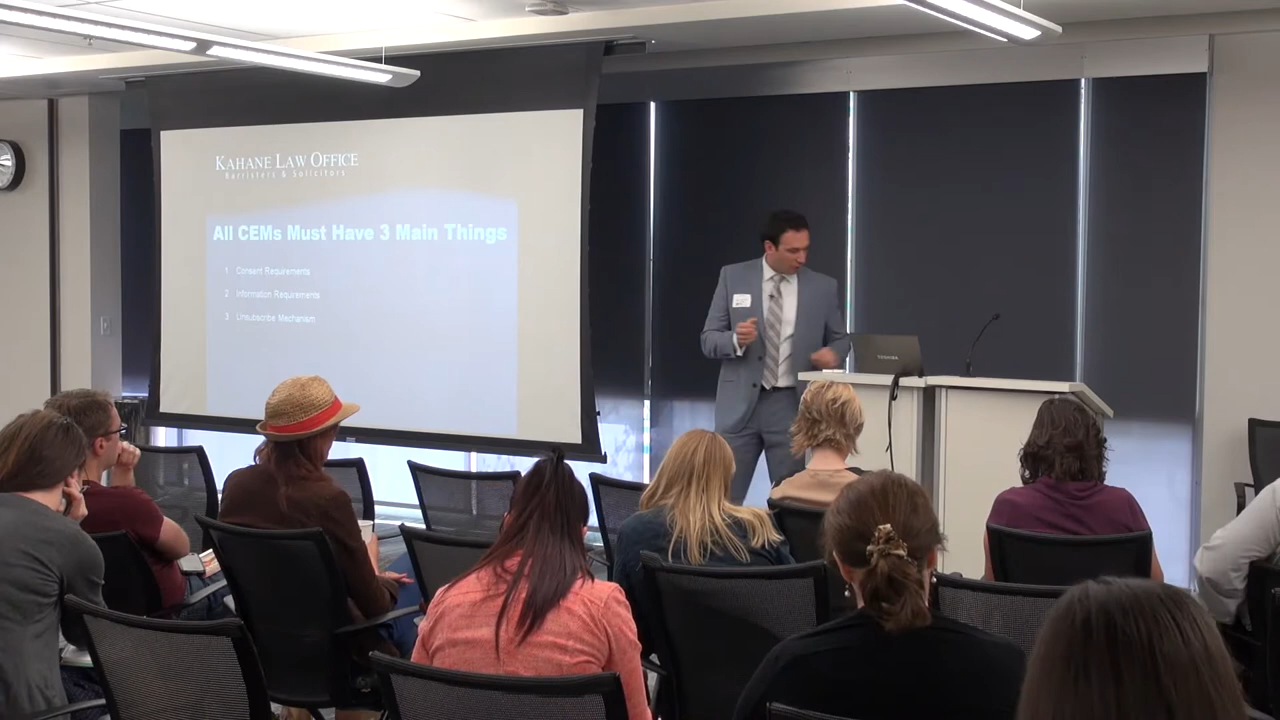 KAHANE LAW OFFICE
Barristers & Solicitors
All CEMs Must Have 3 Main Things
1 Consent Requirements
2 Information Requirements
3 Unsubscribe Mechanism
TOSHIBA